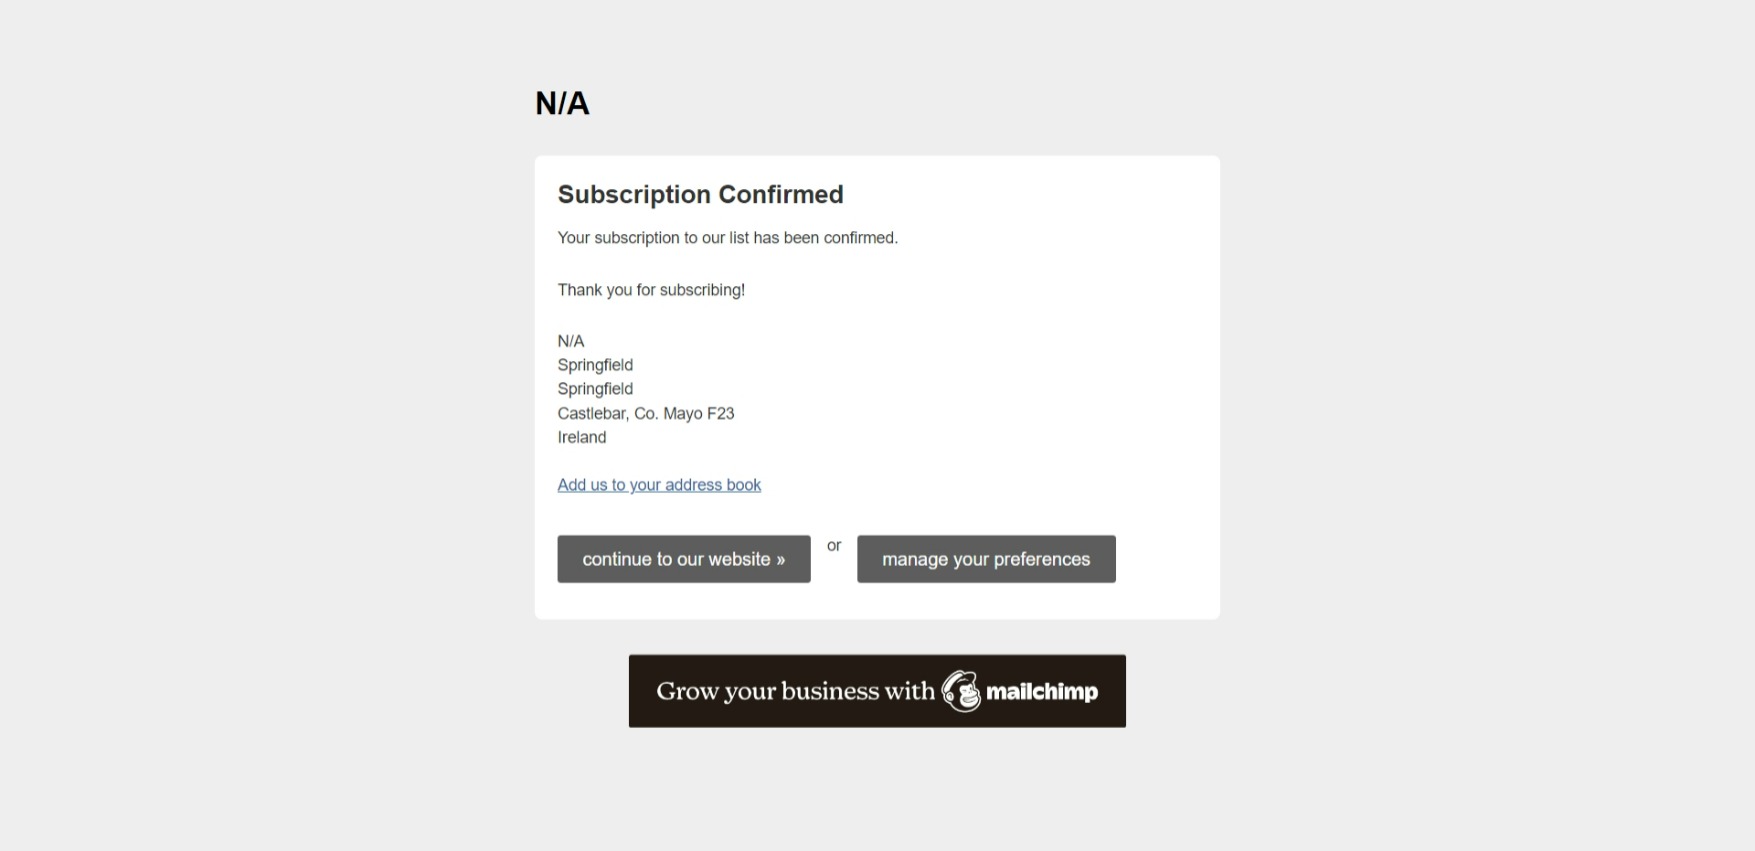 N/A
Subscription Confirmed
Your subscription to our list has been confirmed.
Thank you for subscribing!
N/A
Springfield
Springfield
Castlebar, Co. Mayo F23
Ireland
Add us to your address book
continue to our website »
or
manage your preferences
Grow your business with mailchimp